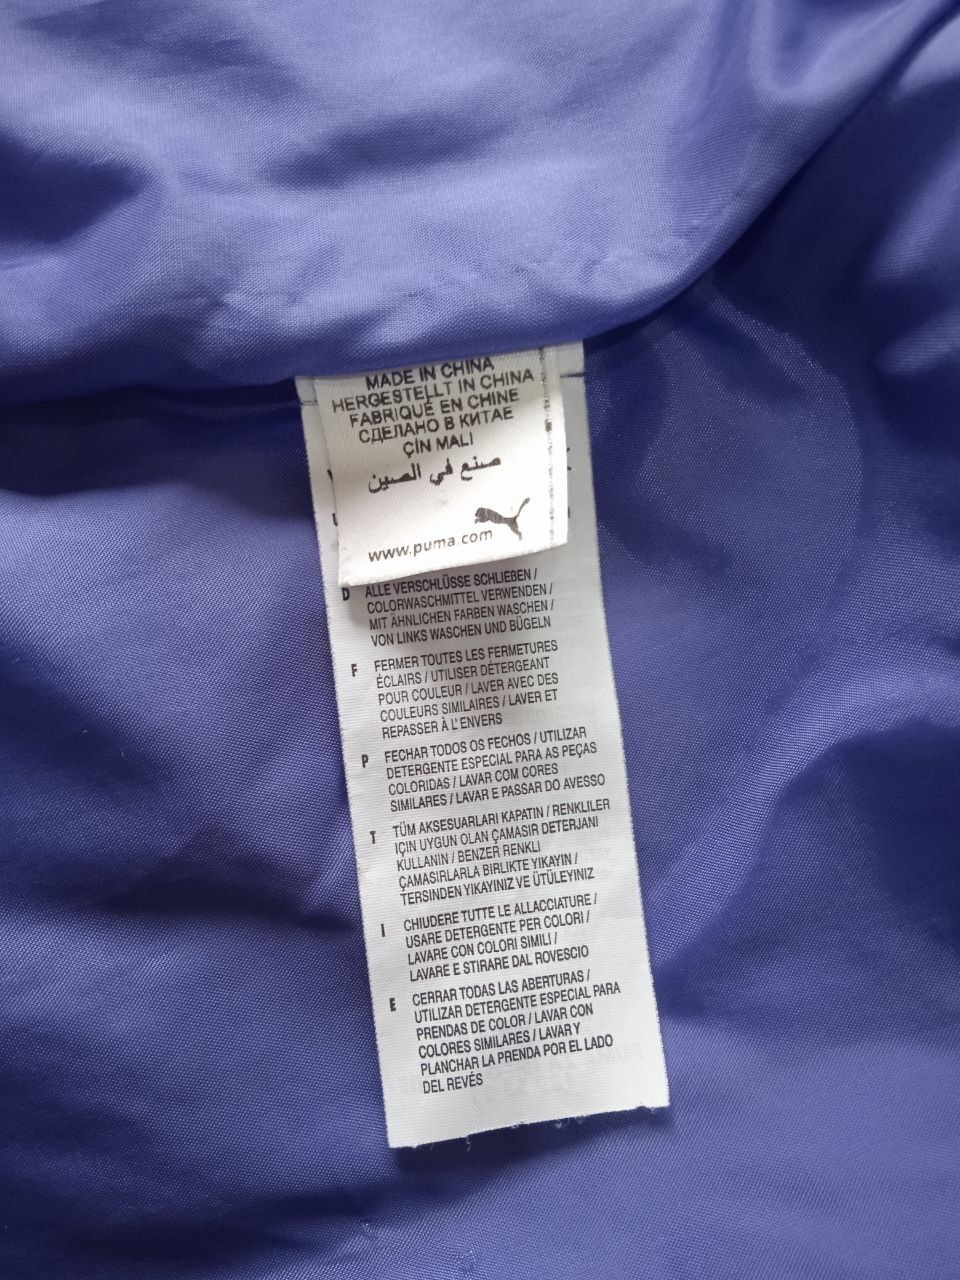 MADE IN CHINA
HERGESTELLT IN CHINA
FABRIQUÉ EN CHINE
СДЕЛАНО В КИТАЕ
ÇIN MALI
صنع في الصين
www.puma.com
D ALLE VERSCHLÜSSE SCHLIEBEN /
COLORWASCHMITTEL VERWENDEN /
MIT ÄHNLICHEN FARBEN WASCHEN /
VON LINKS WASCHEN UND BÜGELN
F FERMER TOUTES LES FERMETURES
ÉCLAIRS / UTILISER DÉTERGEANT
POUR COULEUR / LAVER AVEC DES
COULEURS SIMILAIRES / LAVER ET
REPASSER À L'ENVERS
P FECHAR TODOS OS FECHOS / UTILIZAR
DETERGENTE ESPECIAL PARA AS PEÇAS
COLORIDAS / LAVAR COM CORES
SIMILARES / LAVAR E PASSAR DO AVESSO
T TÜM AKSESUARLARI KAPATIN / RENKLILER
IÇIN UYGUN OLAN ÇAMASIR DETERJANI
KULLANIN / BENZER RENKLI
ÇAMASIRLARLA BIRLIKTE YIKAYIN /
TERSINDEN YIKAYINIZ VE ÜTÜLEYINIZ
I CHIUDERE TUTTE LE ALLACCIATURE /
USARE DETERGENTE PER COLORI /
LAVARE CON COLORI SIMILI /
LAVARE E STIRARE DAL ROVESCIO
E CERRAR TODAS LAS ABERTURAS /
UTILIZAR DETERGENTE ESPECIAL PARA
PRENDAS DE COLOR / LAVAR CON
COLORES SIMILARES / LAVAR Y
PLANCHAR LA PRENDA POR EL LADO
DEL REVÉS